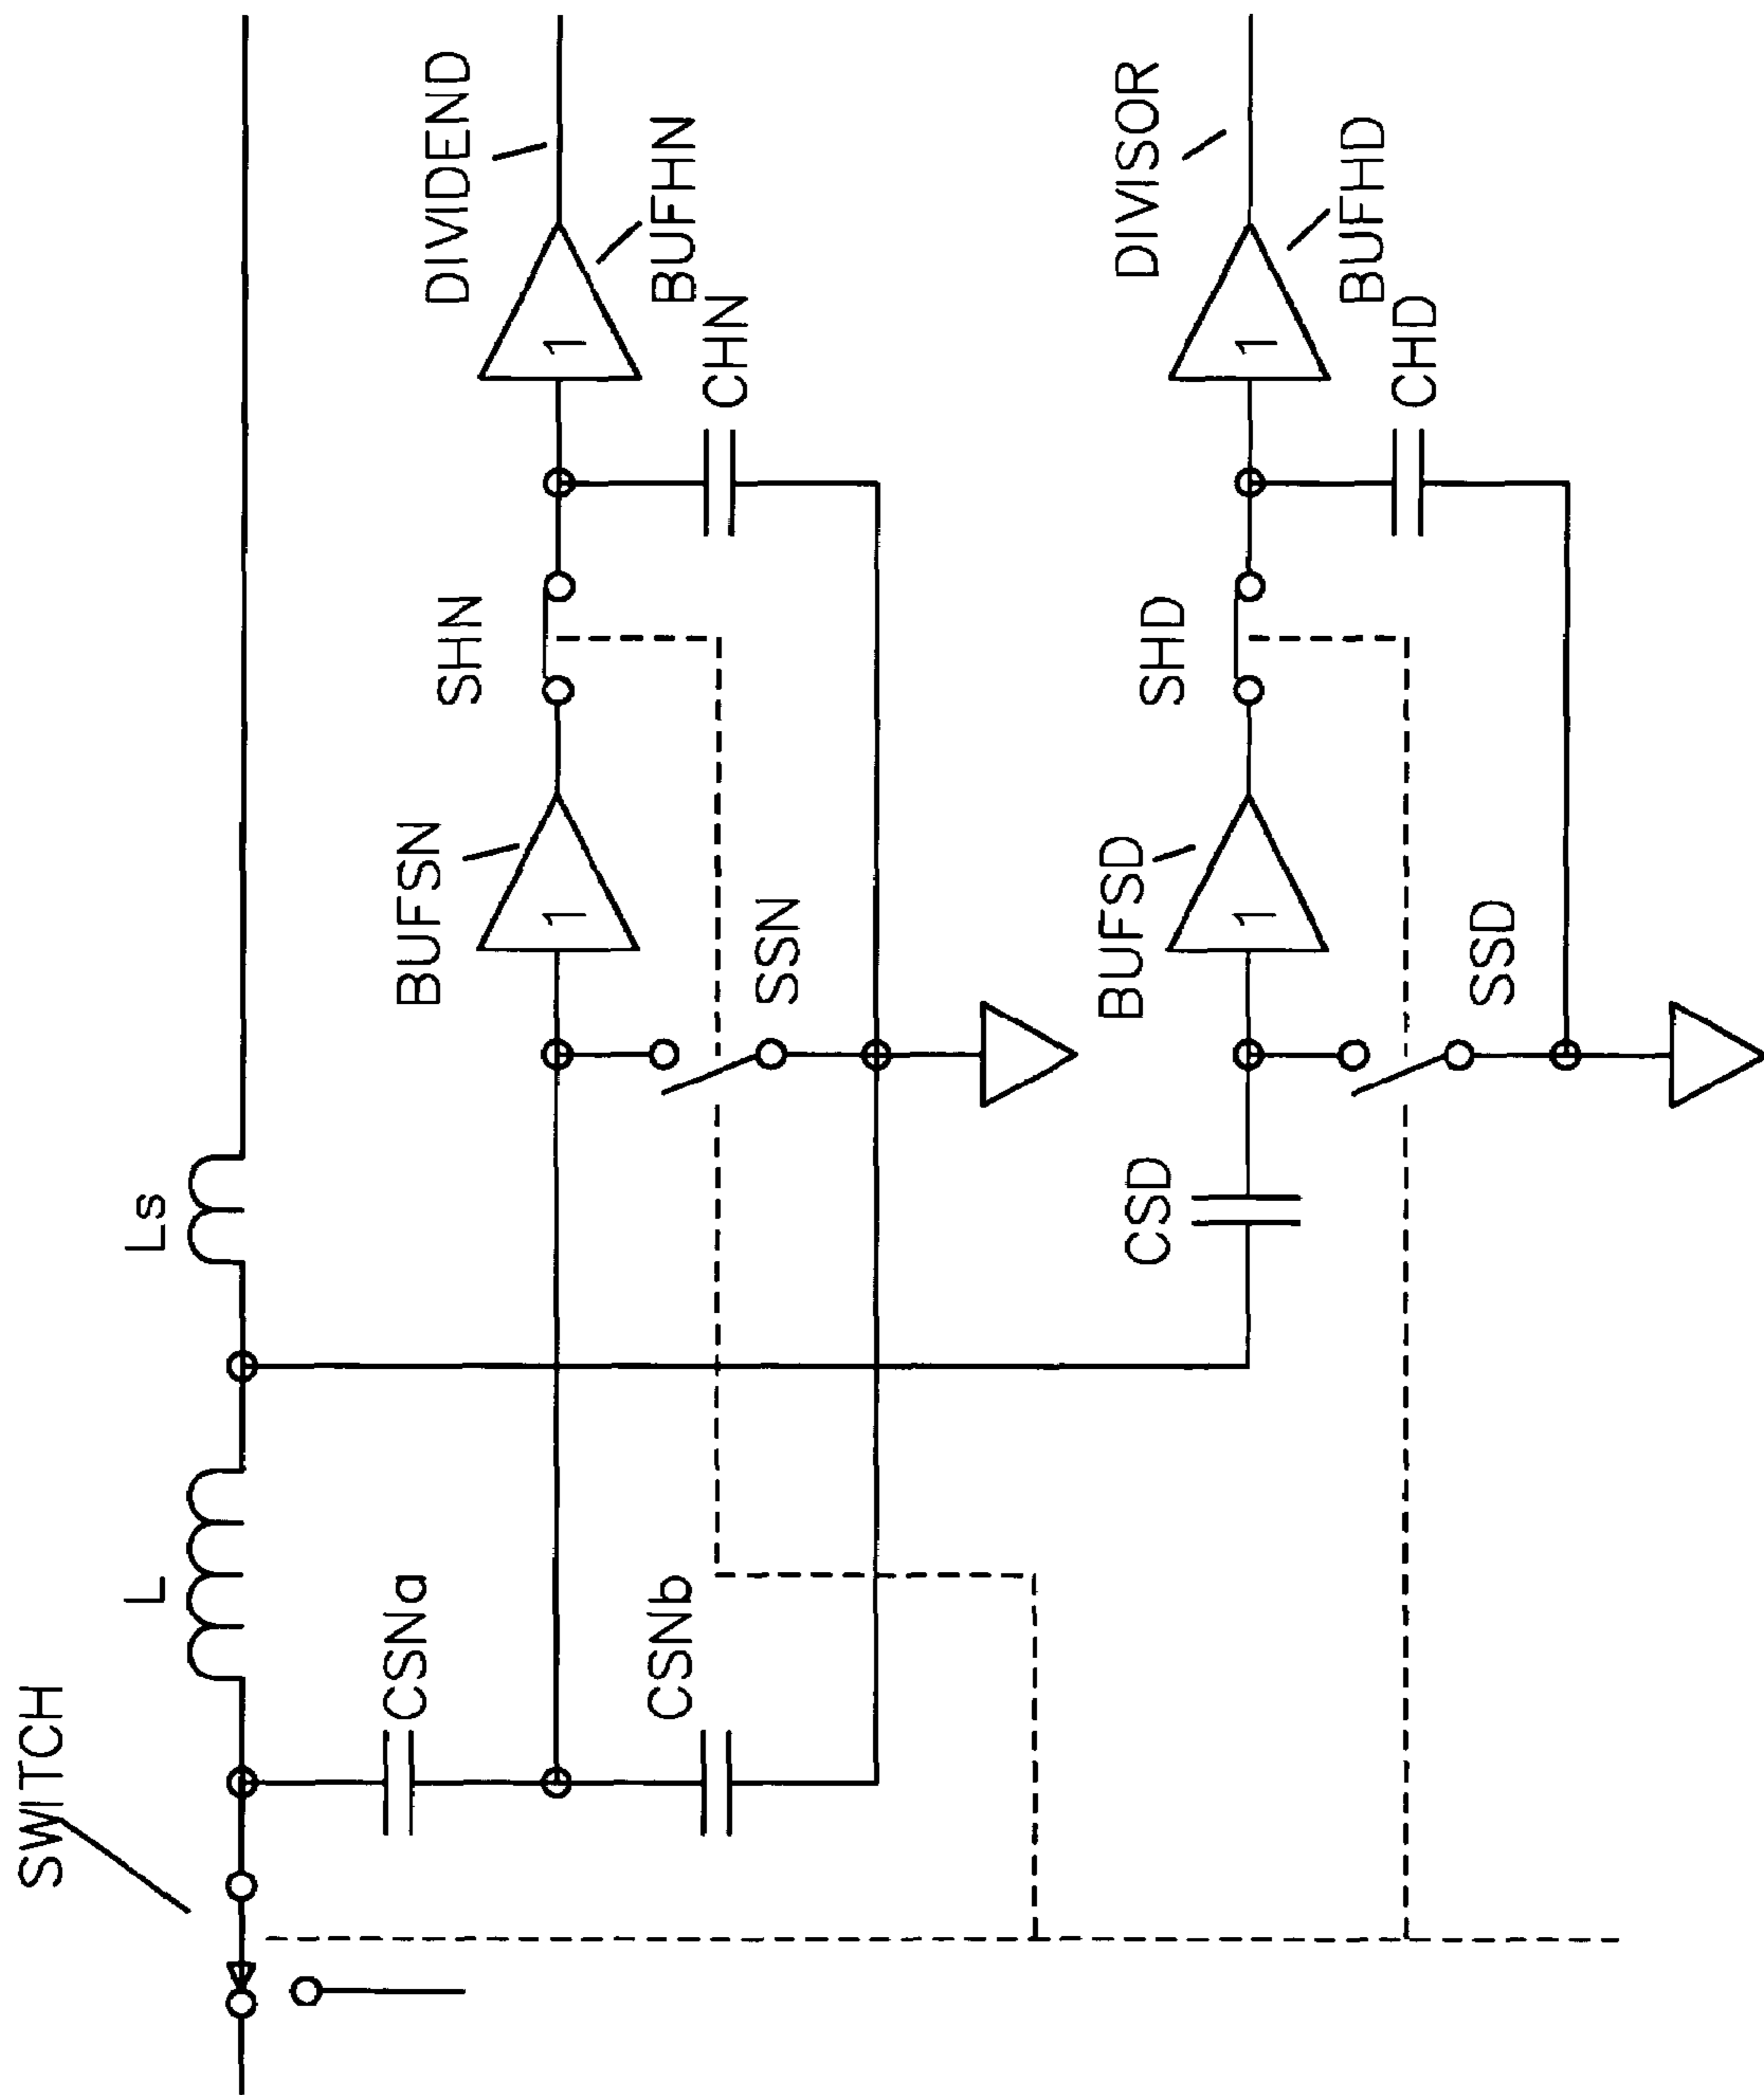 SWITCH
L
Ls
CSNa
BUFSN
SHN
DIVIDEND
1
1
CSNb
BUFHN
CHN
SSN
CSD
BUFSD
SHD
DIVISOR
1
1
BUFHD
CHD
SSD